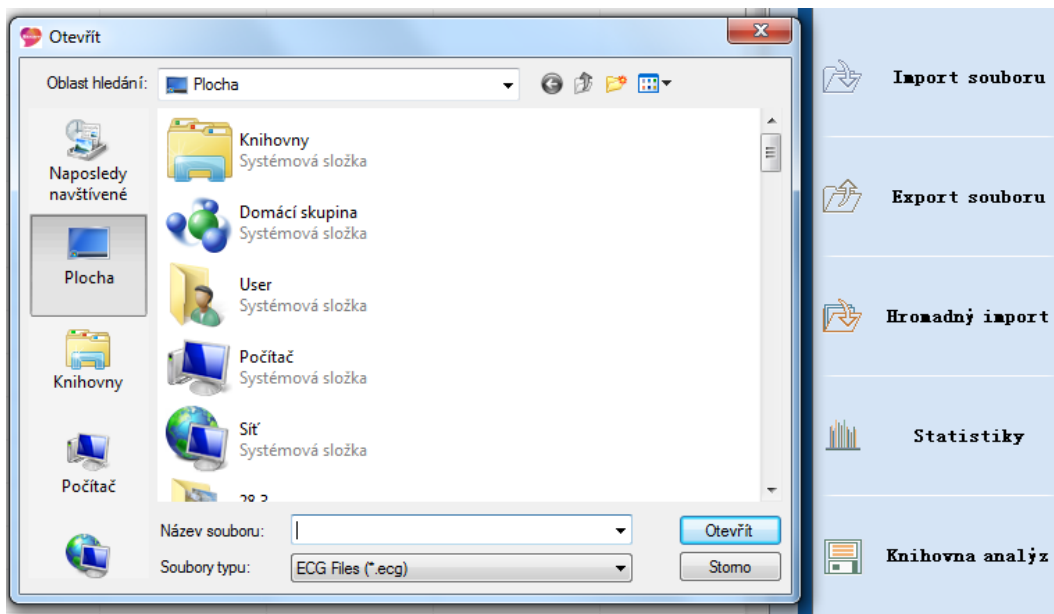 Otevřít
Oblast hledání:
Plocha
Naposledy
navštívené
Plocha
Knihovny
Počítač
Knihovny
Systémová složka
Domácí skupina
Systémová složka
User
Systémová složka
Počítač
Systémová složka
Síť
Systémová složka
28.3
Název souboru:
Otevřít
Soubory typu:
ECG Files (*.ecg)
Storno
Import souboru
Export souboru
Hromadný import
Statistiky
Knihovna analýz